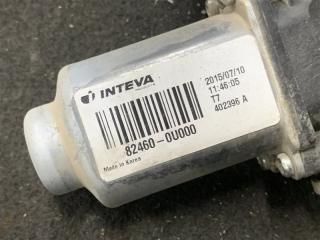 INTEVA
2015/07/10
11:46:05
T7
402396 A
82460-0U000
Made in Korea